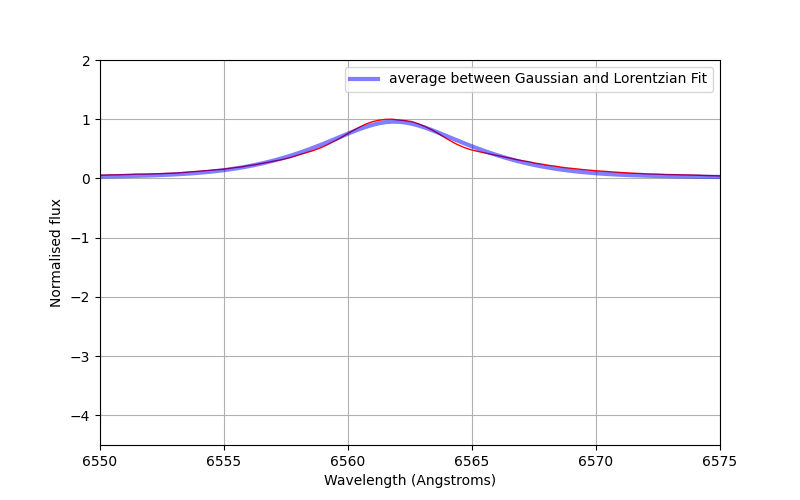 average between Gaussian and Lorentzian Fit
2
1
0
−1
−2
−3
−4
Normalised flux
6550 6555 6560 6565 6570 6575
Wavelength (Angstroms)